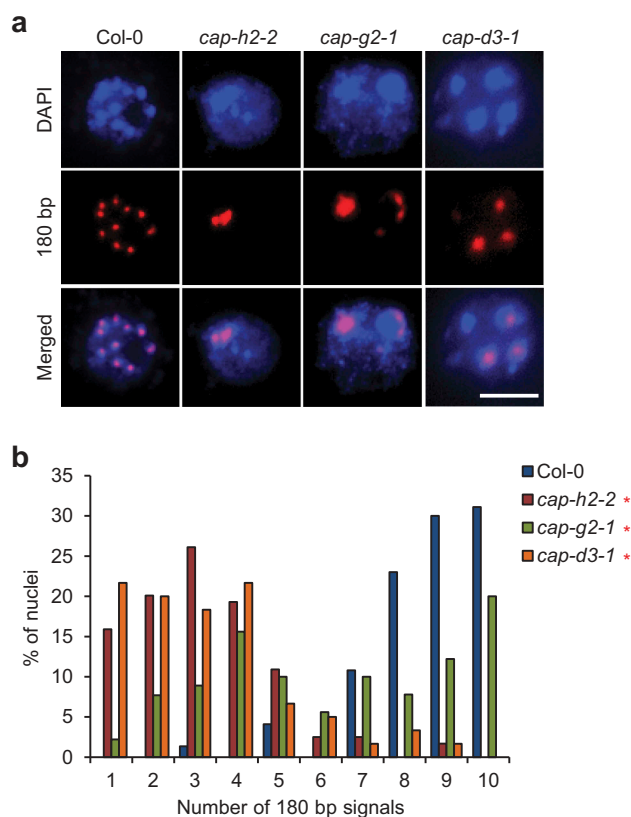 a
Col-0 cap-h2-2 cap-g2-1 cap-d3-1
DAPI
180 bp
Merged
b
Col-0
cap-h2-2 *
cap-g2-1 *
cap-d3-1 *
% of nuclei
35
30
25
20
15
10
5
0
1 2 3 4 5 6 7 8 9 10
Number of 180 bp signals